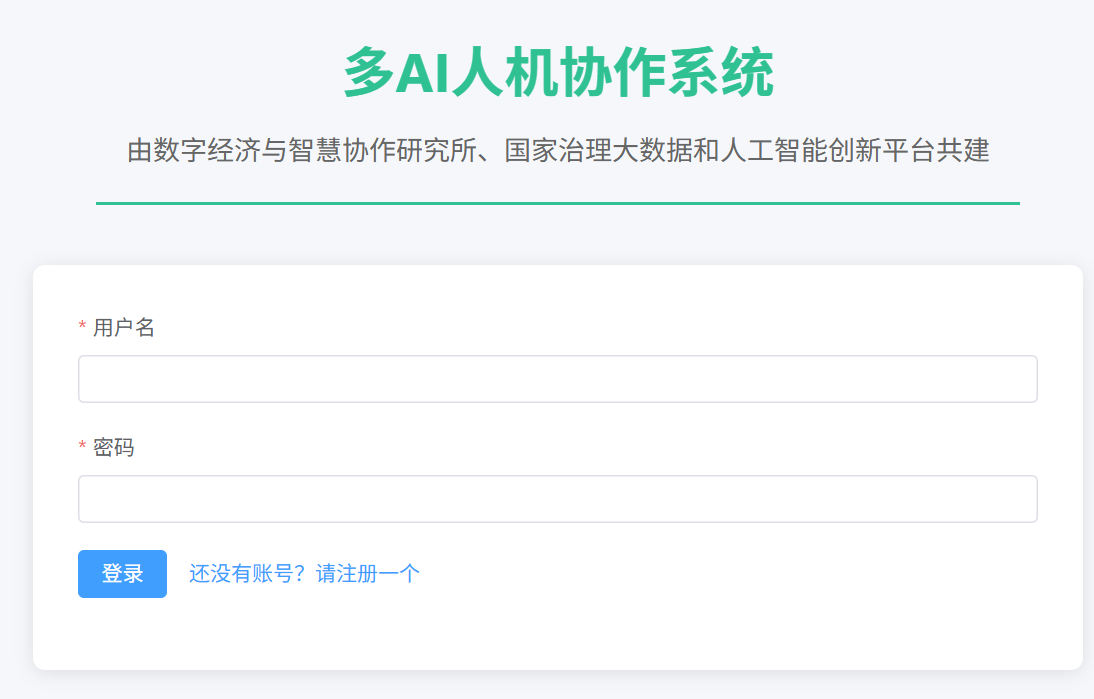 多AI人机协作系统
由数字经济与智慧协作研究所、国家治理大数据和人工智能创新平台共建
* 用户名
* 密码
登录 还没有账号？请注册一个